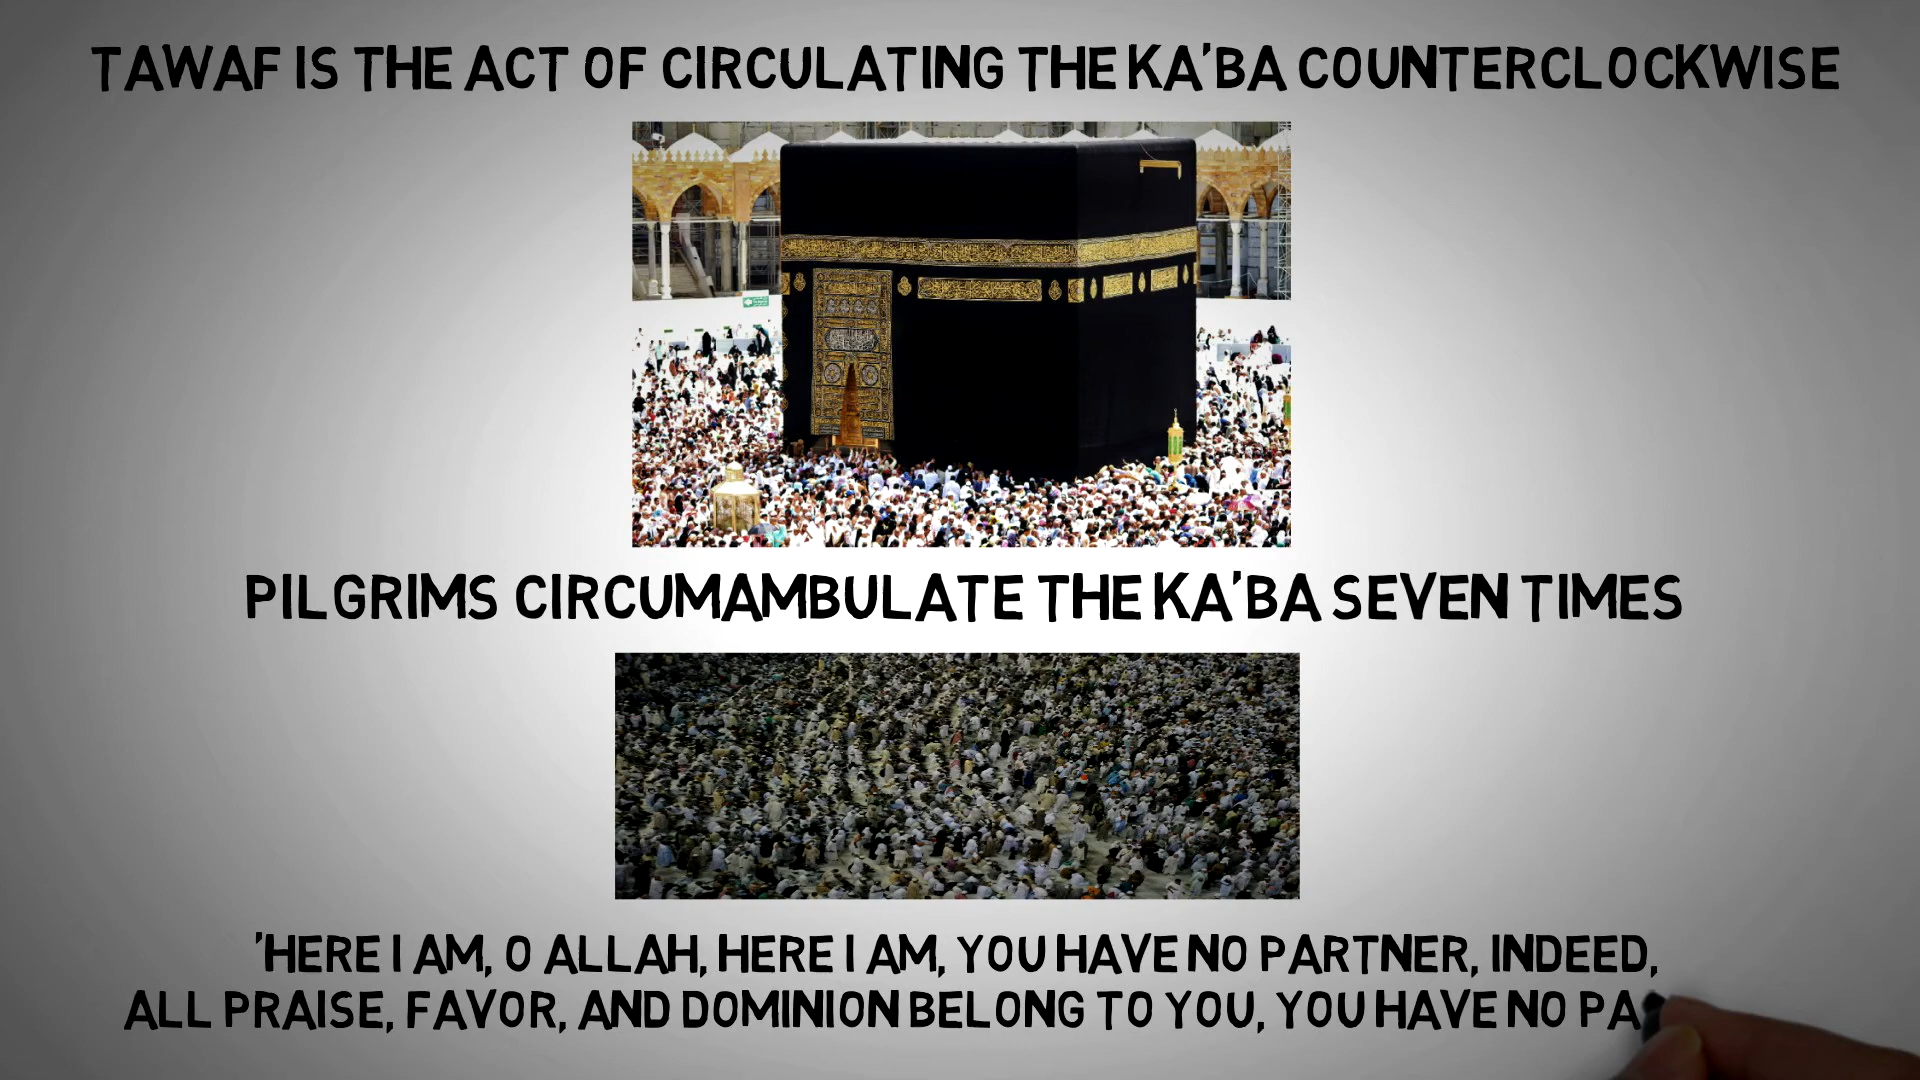 TAWAF IS THE ACT OF CIRCULATING THE KA'BA COUNTERCLOCKWISE
PILGRIMS CIRCUMAMBULATE THE KA'BA SEVEN TIMES
'HERE I AM, O ALLAH, HERE I AM, YOU HAVE NO PARTNER, INDEED,
ALL PRAISE, FAVOR, AND DOMINION BELONG TO YOU, YOU HAVE NO PA